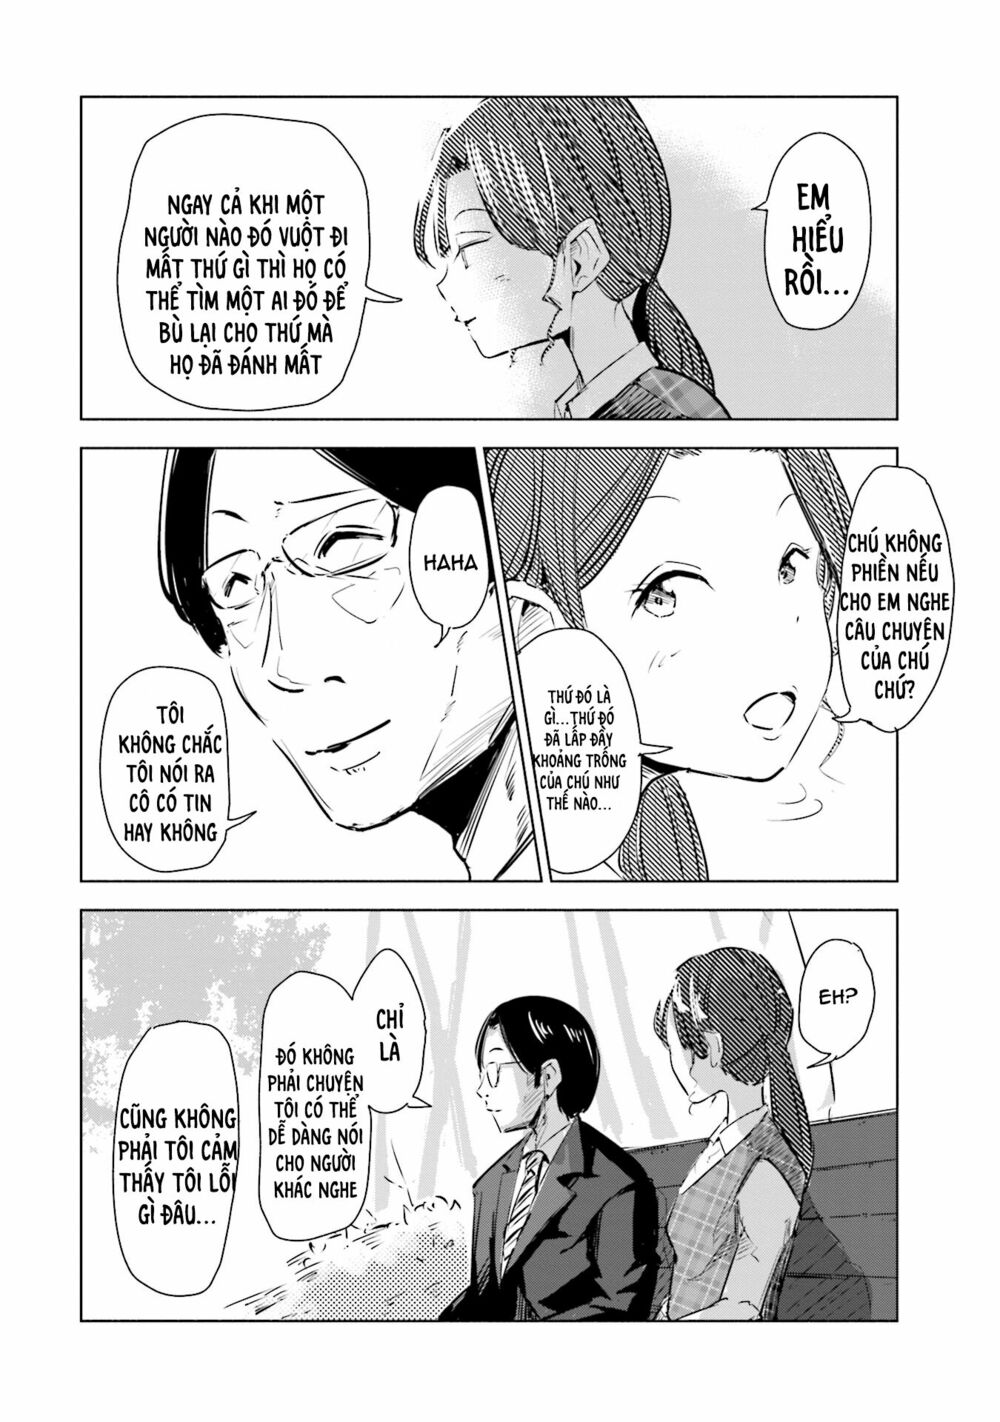 EM
HIỂU
RỒI...
NGAY CẢ KHI MỘT
NGƯỜI NÀO ĐÓ VUỘT ĐI
MẤT THỨ GÌ THÌ HỌ CÓ
THỂ TÌM MỘT AI ĐÓ ĐỂ
BÙ LẠI CHO THỨ MÀ
HỌ ĐÃ ĐÁNH MẤT
CHÚ KHÔNG
PHIỀN NẾU
CHO EM NGHE
CÂU CHUYỆN
CỦA CHÚ
CHỨ?
THỨ ĐÓ LÀ
GÌ...THỨ ĐÓ
ĐÃ LẤP ĐẦY
KHOẢNG TRỐNG
CỦA CHÚ NHƯ
THẾ NÀO...
HAHA
TÔI
KHÔNG CHẮC
TÔI NÓI RA
CÔ CÓ TIN
HAY KHÔNG
EH?
CHỈ
LÀ
ĐÓ KHÔNG
PHẢI CHUYỆN
TÔI CÓ THỂ
DỄ DÀNG NÓI
CHO NGƯỜI
KHÁC NGHE
CŨNG KHÔNG
PHẢI TÔI CẢM
THẤY TÔI LỖI
GÌ ĐÂU...